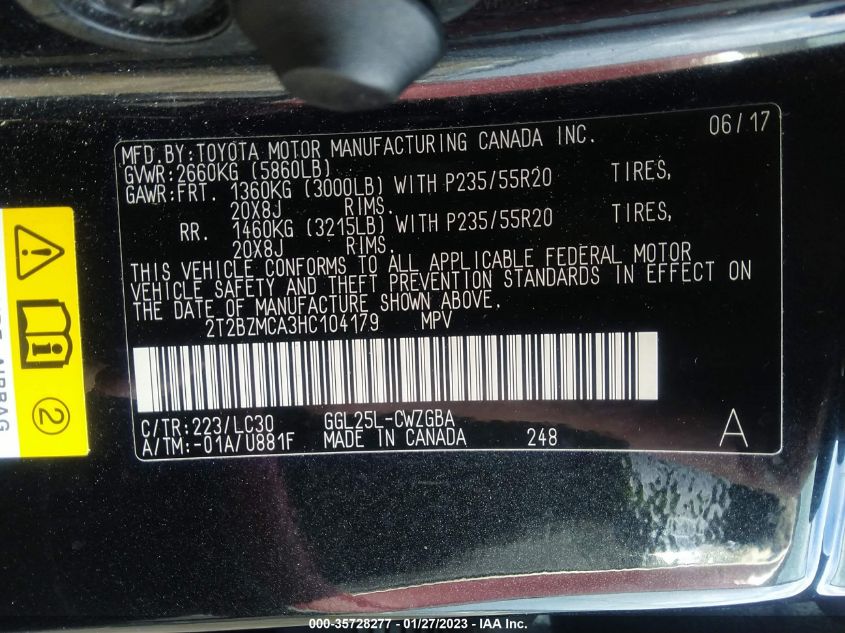 06/17
MFD. BY:TOYOTA MOTOR MANUFACTURING CANADA INC.
GVWR:2660KG (5860LB)
GAWR:FRT. 1360KG (3000LB) WITH P235/55R20 TIRES,
20X8J RIMS.
RR. 1460KG (3215LB) WITH P235/55R20 TIRES,
20X8J RIMS.
THIS VEHICLE CONFORMS TO ALL APPLICABLE FEDERAL MOTOR
VEHICLE SAFETY AND THEFT PREVENTION STANDARDS IN EFFECT ON
THE DATE OF MANUFACTURE SHOWN ABOVE.
2T2BZMCA3HC104179 MPV
C/TR:223/LC30 GGL25L-CWZGBA
A/TM:-01A/U881F MADE IN CANADA 248 A
AIRBAG
2
000-35728277 - 01/27/2023 - IAA Inc.